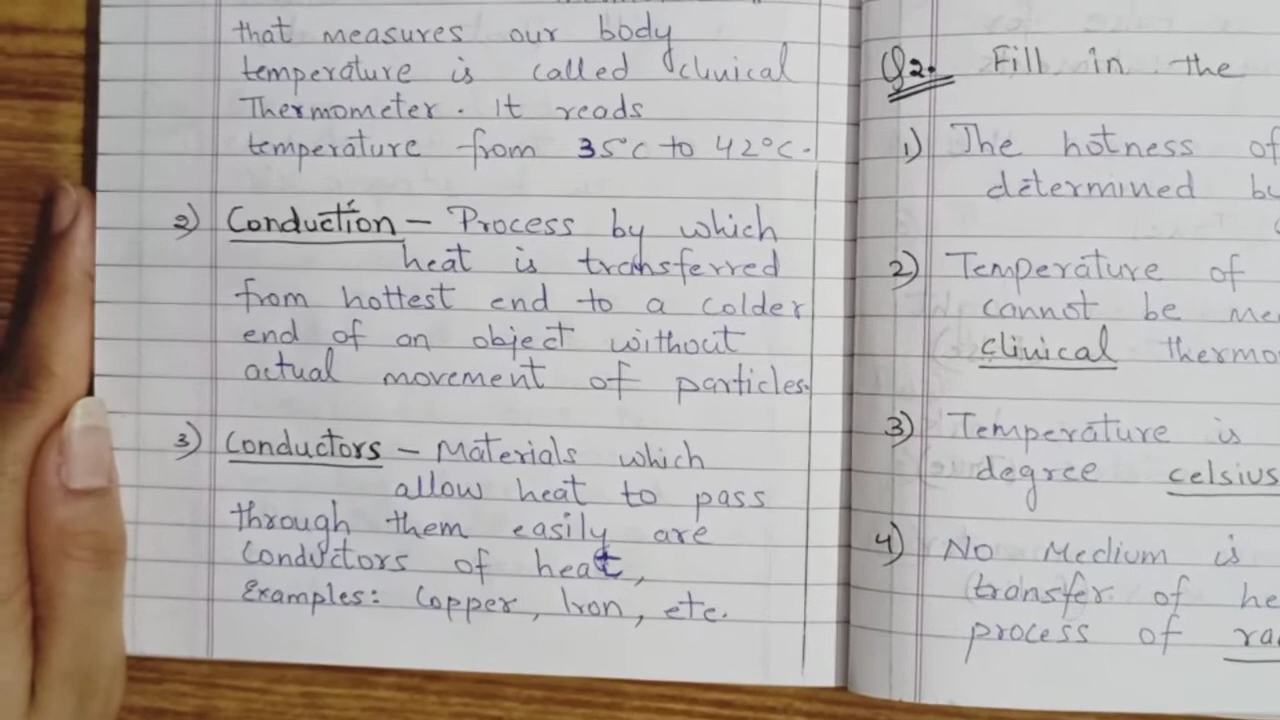 that measures our body
temperature is called clinical
Thermometer. It reads
temperature from 35°c to 42°c.
2) Conduction - Process by which
heat is transferred
from hottest end to a colder
end of an object without
actual movement of particles.
3) Conductors - Materials which
allow heat to pass
through them easily are
conductors of heat,
Examples: Copper, Iron, etc.
Q2. Fill in the
1) The hotness of
determined by
2) Temperature of
cannot be
clinical
3) Temperature is
degree celsius
4) No Medium is
transfer of
process of